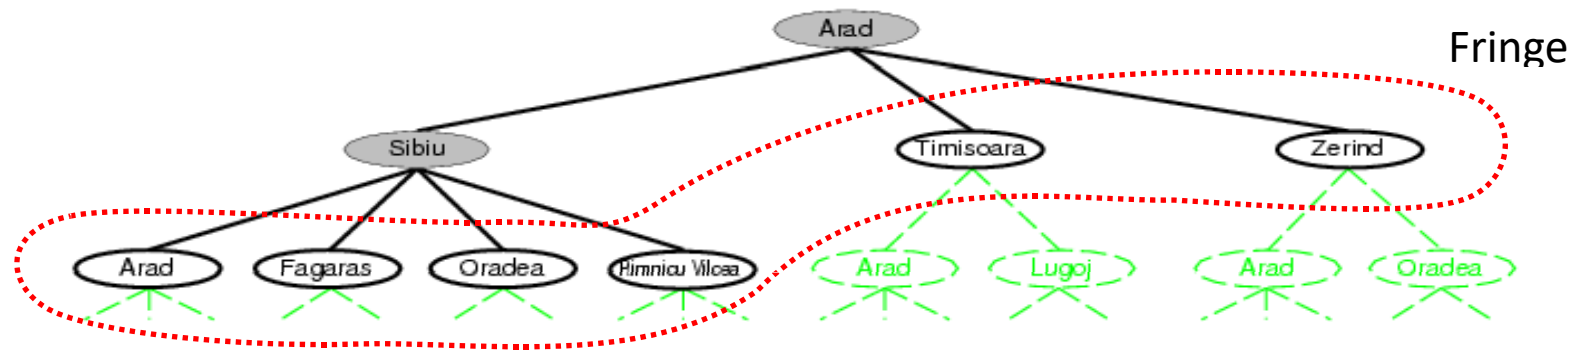 Arad
Fringe
Sibiu
Timisoara
Zerind
Arad
Fagaras
Oradea
Rimnicu Vilcea
Arad
Lugoj
Arad
Oradea